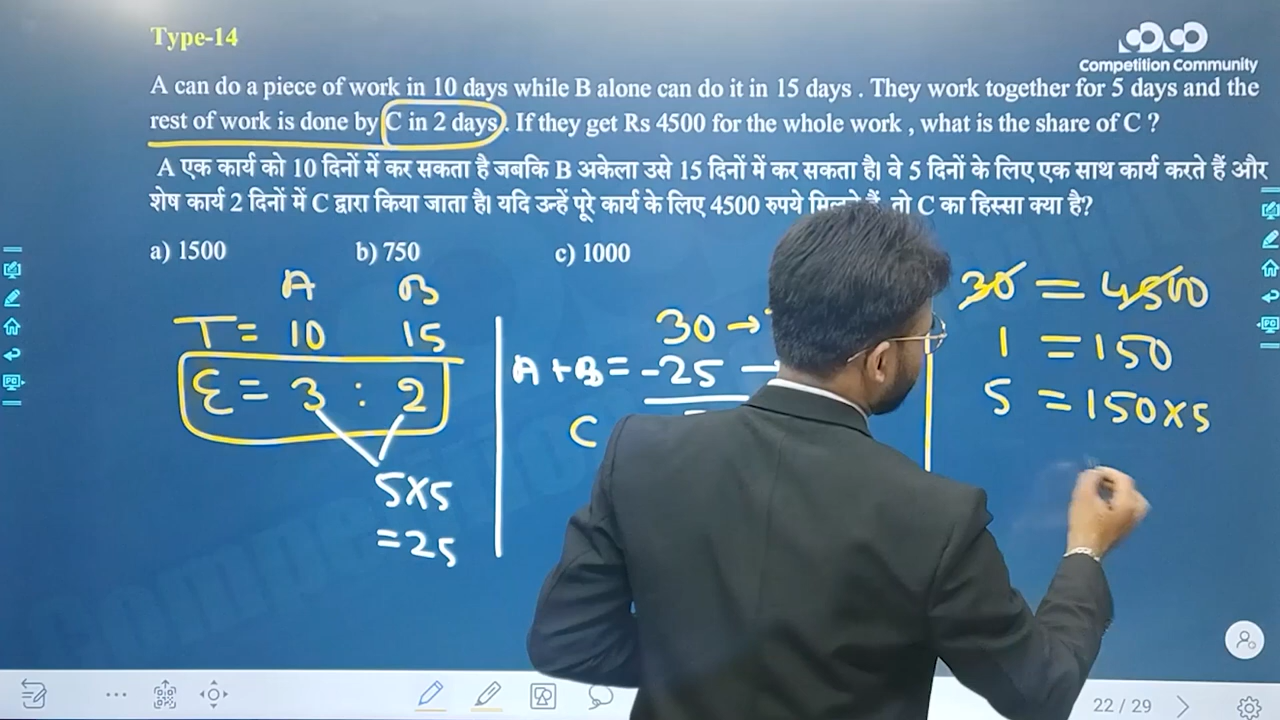 Type-14
Competition Community
A can do a piece of work in 10 days while B alone can do it in 15 days . They work together for 5 days and the
rest of work is done by C in 2 days . If they get Rs 4500 for the whole work , what is the share of C ?
A एक कार्य को 10 दिनों में कर सकता है जबकि B अकेला उसे 15 दिनों में कर सकता है। वे 5 दिनों के लिए एक साथ कार्य करते हैं और
शेष कार्य 2 दिनों में C द्वारा किया जाता है। यदि उन्हें पूरे कार्य के लिए 4500 रुपये तो C का हिस्सा क्या है?
a) 1500 b) 750 c) 1000
A B
T = 10 15
E = 3 : 2
5×5
=25
30 →
A+B = -25 —
C
30 = 4500
1 = 150
5 = 150×5
22 / 29